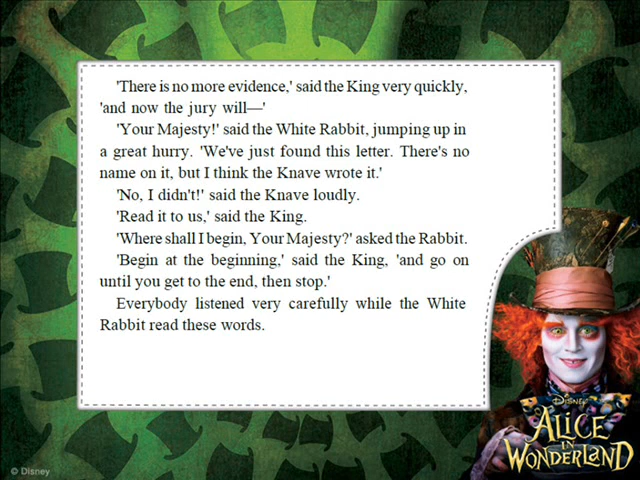 'There is no more evidence,' said the King very quickly,
'and now the jury will—'
'Your Majesty!' said the White Rabbit, jumping up in
a great hurry. 'We've just found this letter. There's no
name on it, but I think the Knave wrote it.'
'No, I didn't!' said the Knave loudly.
'Read it to us,' said the King.
'Where shall I begin, Your Majesty?' asked the Rabbit.
'Begin at the beginning,' said the King, 'and go on
until you get to the end, then stop.'
Everybody listened very carefully while the White
Rabbit read these words.
DISNEY
ALICE
IN
WONDERLAND
© Disney